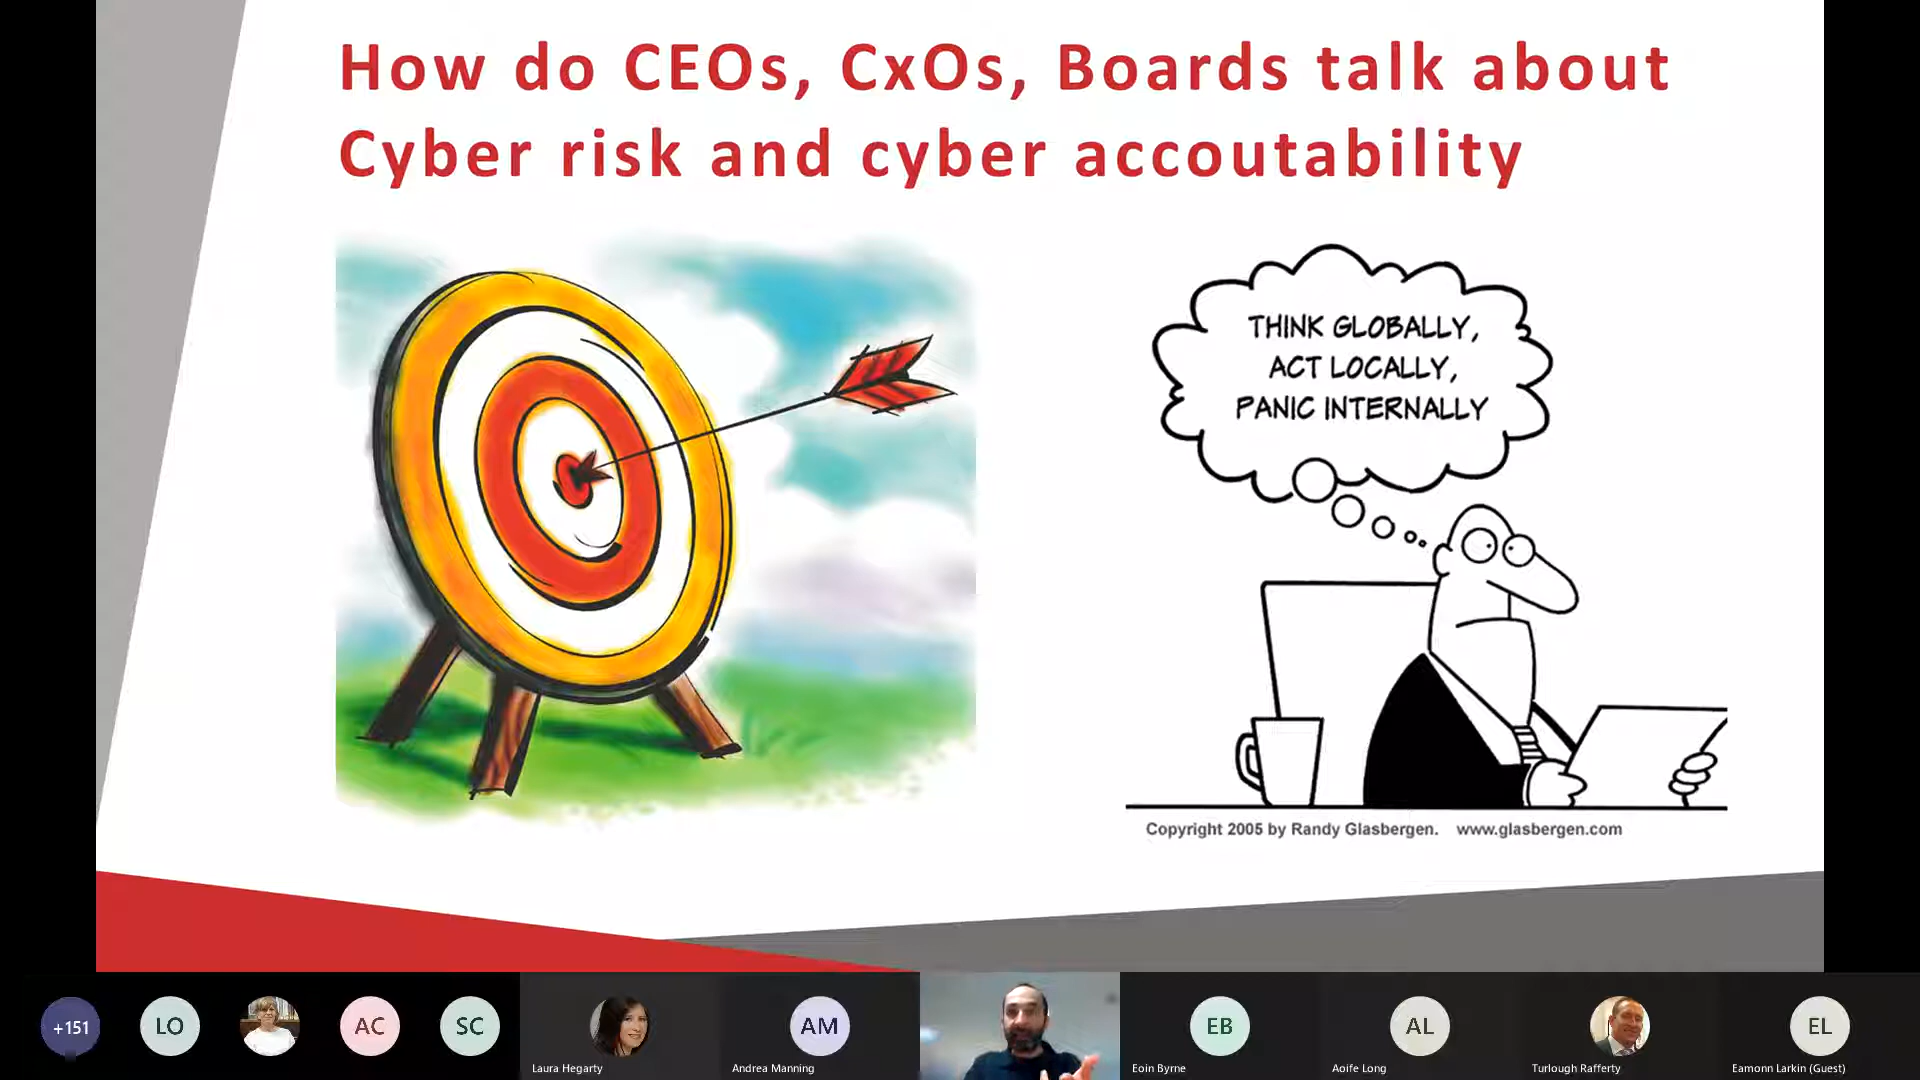 How do CEOs, CxOs, Boards talk about
Cyber risk and cyber accoutability
THINK GLOBALLY,
ACT LOCALLY,
PANIC INTERNALLY
Copyright 2005 by Randy Glasbergen. www.glasbergen.com
+151
LO
AC
SC
Laura Hegarty
AM
Andrea Manning
EB
Eoin Byrne
AL
Aoife Long
Turlough Rafferty
EL
Eamonn Larkin (Guest)